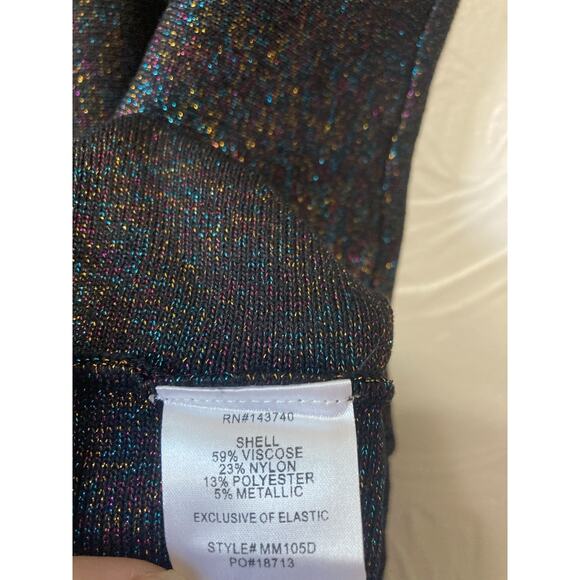 RN#143740
SHELL
59% VISCOSE
23% NYLON
13% POLYESTER
5% METALLIC
EXCLUSIVE OF ELASTIC
STYLE# MM105D
PO#18713